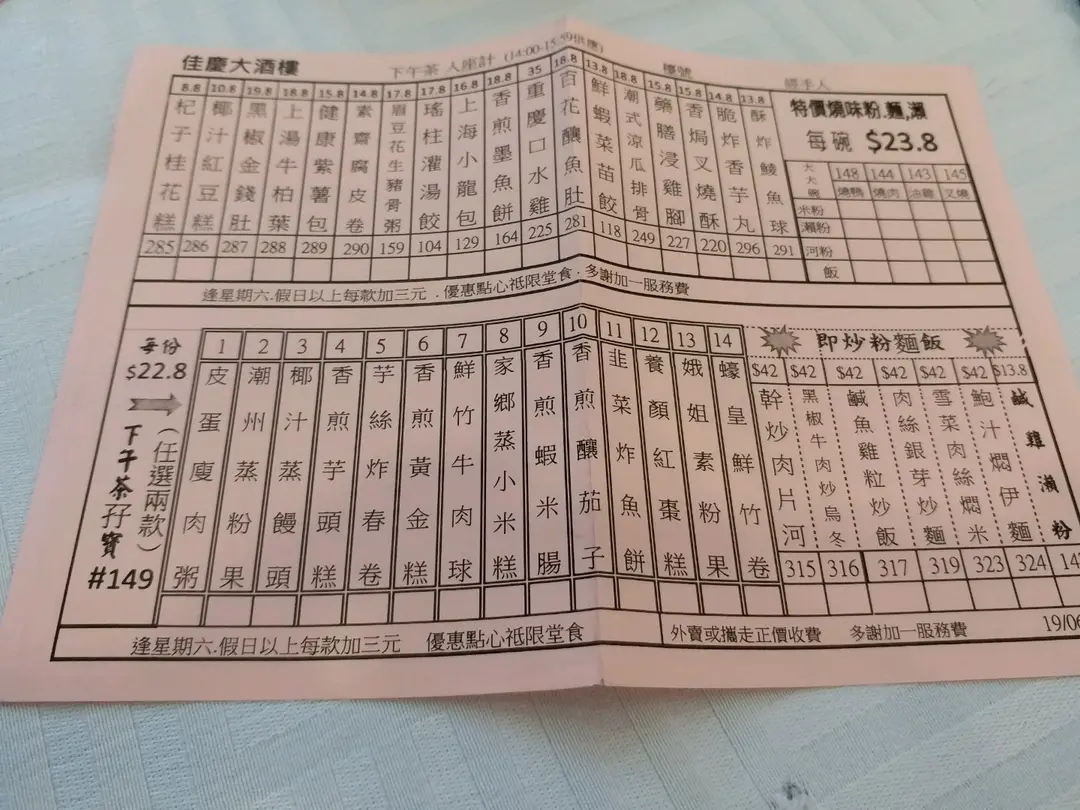 佳慶大酒樓
下午茶 人座計 (14:00-15:59供應)
檯號
經手人
8.8 杞子桂花糕 285
10.8 椰汁紅豆糕 286
19.8 黑椒金錢肚 287
18.8 上湯牛柏葉 288
15.8 健康紫薯包 289
14.8 素齋腐皮卷 290
17.8 眉豆花生豬骨粥 159
17.8 瑤柱灌湯餃 104
16.8 上海小龍包 129
18.8 香煎墨魚餅 164
35 重慶口水雞 225
18.8 百花釀魚肚 281
13.8 鮮蝦菜苗餃 118
18.8 潮式涼瓜排骨 249
15.8 藥膳浸雞腳 227
15.8 香焗叉燒酥 220
14.8 脆炸香芋丸 296
13.8 酥炸鯪魚球 291
特價燒味粉,麵,瀨
每碗 $23.8
大大碗 148 144 143 145
燒鵝 燒肉 油雞 叉燒
米粉
瀨粉
河粉
飯
逢星期六.假日以上每款加三元 .優惠點心祗限堂食.多謝加一服務費
每份
$22.8
下午茶孖寶
(任選兩款)
#149
1 皮蛋廋肉粥
2 潮州蒸粉果
3 椰汁蒸饅頭
4 香煎芋頭糕
5 芋絲炸春卷
6 香煎黃金糕
7 鮮竹牛肉球
8 家鄉蒸小米糕
9 香煎蝦米腸
10 香煎釀茄子
11 韭菜炸魚餅
12 養顏紅棗糕
13 娥姐素粉果
14 蠔皇鮮竹卷
即炒粉麵飯
$42 幹炒肉片河 315
$42 黑椒牛肉炒烏冬 316
$42 鹹魚雞粒炒飯 317
$42 肉絲銀芽炒麵 319
$42 雪菜肉絲燜米 323
$42 鮑汁燜伊麵 324
$13.8 鹹雞瀨粉 14
逢星期六.假日以上每款加三元 優惠點心祗限堂食
外賣或攜走正價收費 多謝加一服務費
19/06